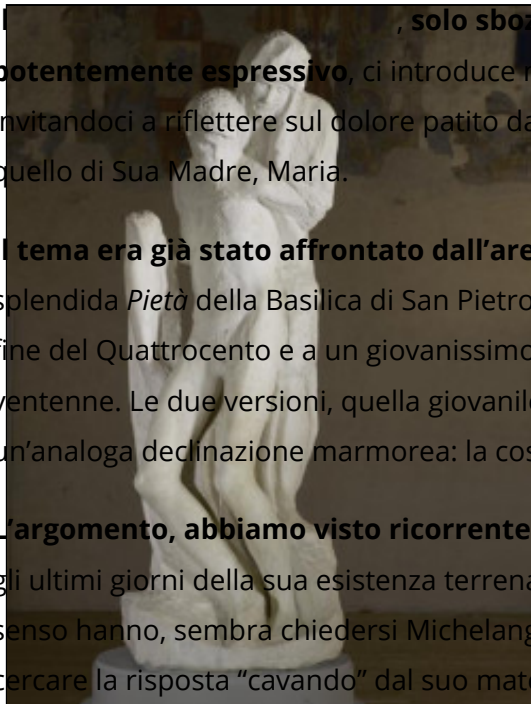 , solo sboz
potentemente espressivo, ci introduce
invitandoci a riflettere sul dolore patito da
quello di Sua Madre, Maria.
l tema era già stato affrontato dall’are
splendida Pietà della Basilica di San Pietro
fine del Quattrocento e a un giovanissimo
ventenne. Le due versioni, quella giovanile
un’analoga declinazione marmorea: la cos
L’argomento, abbiamo visto ricorrente
gli ultimi giorni della sua esistenza terrena
senso hanno, sembra chiedersi Michelang
cercare la risposta “cavando” dal suo mate